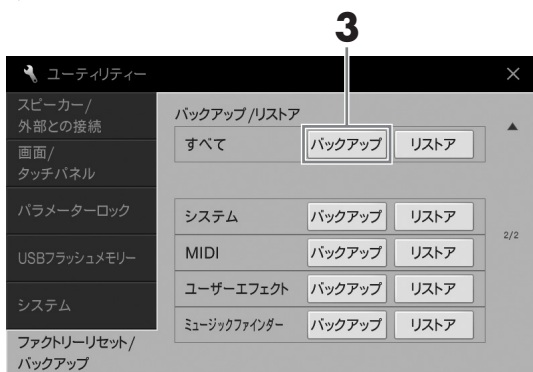 3
ユーティリティー
スピーカー/
外部との接続
画面/
タッチパネル
パラメーターロック
USBフラッシュメモリー
システム
ファクトリーリセット/
バックアップ
バックアップ/リストア
すべて バックアップ リストア
システム バックアップ リストア
MIDI バックアップ リストア
ユーザーエフェクト バックアップ リストア
ミュージックファインダー バックアップ リストア
2/2